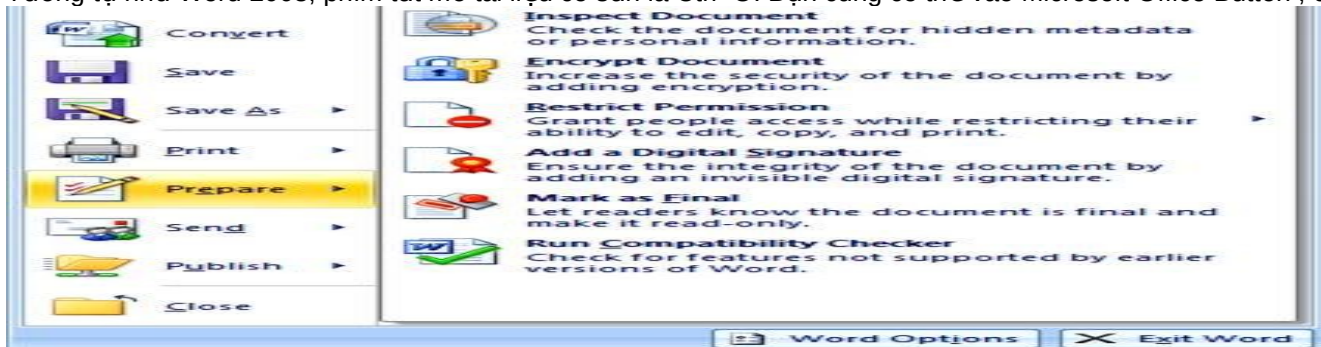 Convert
Save
Save As
Print
Prepare
Send
Publish
Close
Inspect Document
Check the document for hidden metadata
or personal information.
Encrypt Document
Increase the security of the document by
adding encryption.
Restrict Permission
Grant people access while restricting their
ability to edit, copy, and print.
Add a Digital Signature
Ensure the integrity of the document by
adding an invisible digital signature.
Mark as Final
Let readers know the document is final and
make it read-only.
Run Compatibility Checker
Check for features not supported by earlier
versions of Word.
Word Options
Exit Word